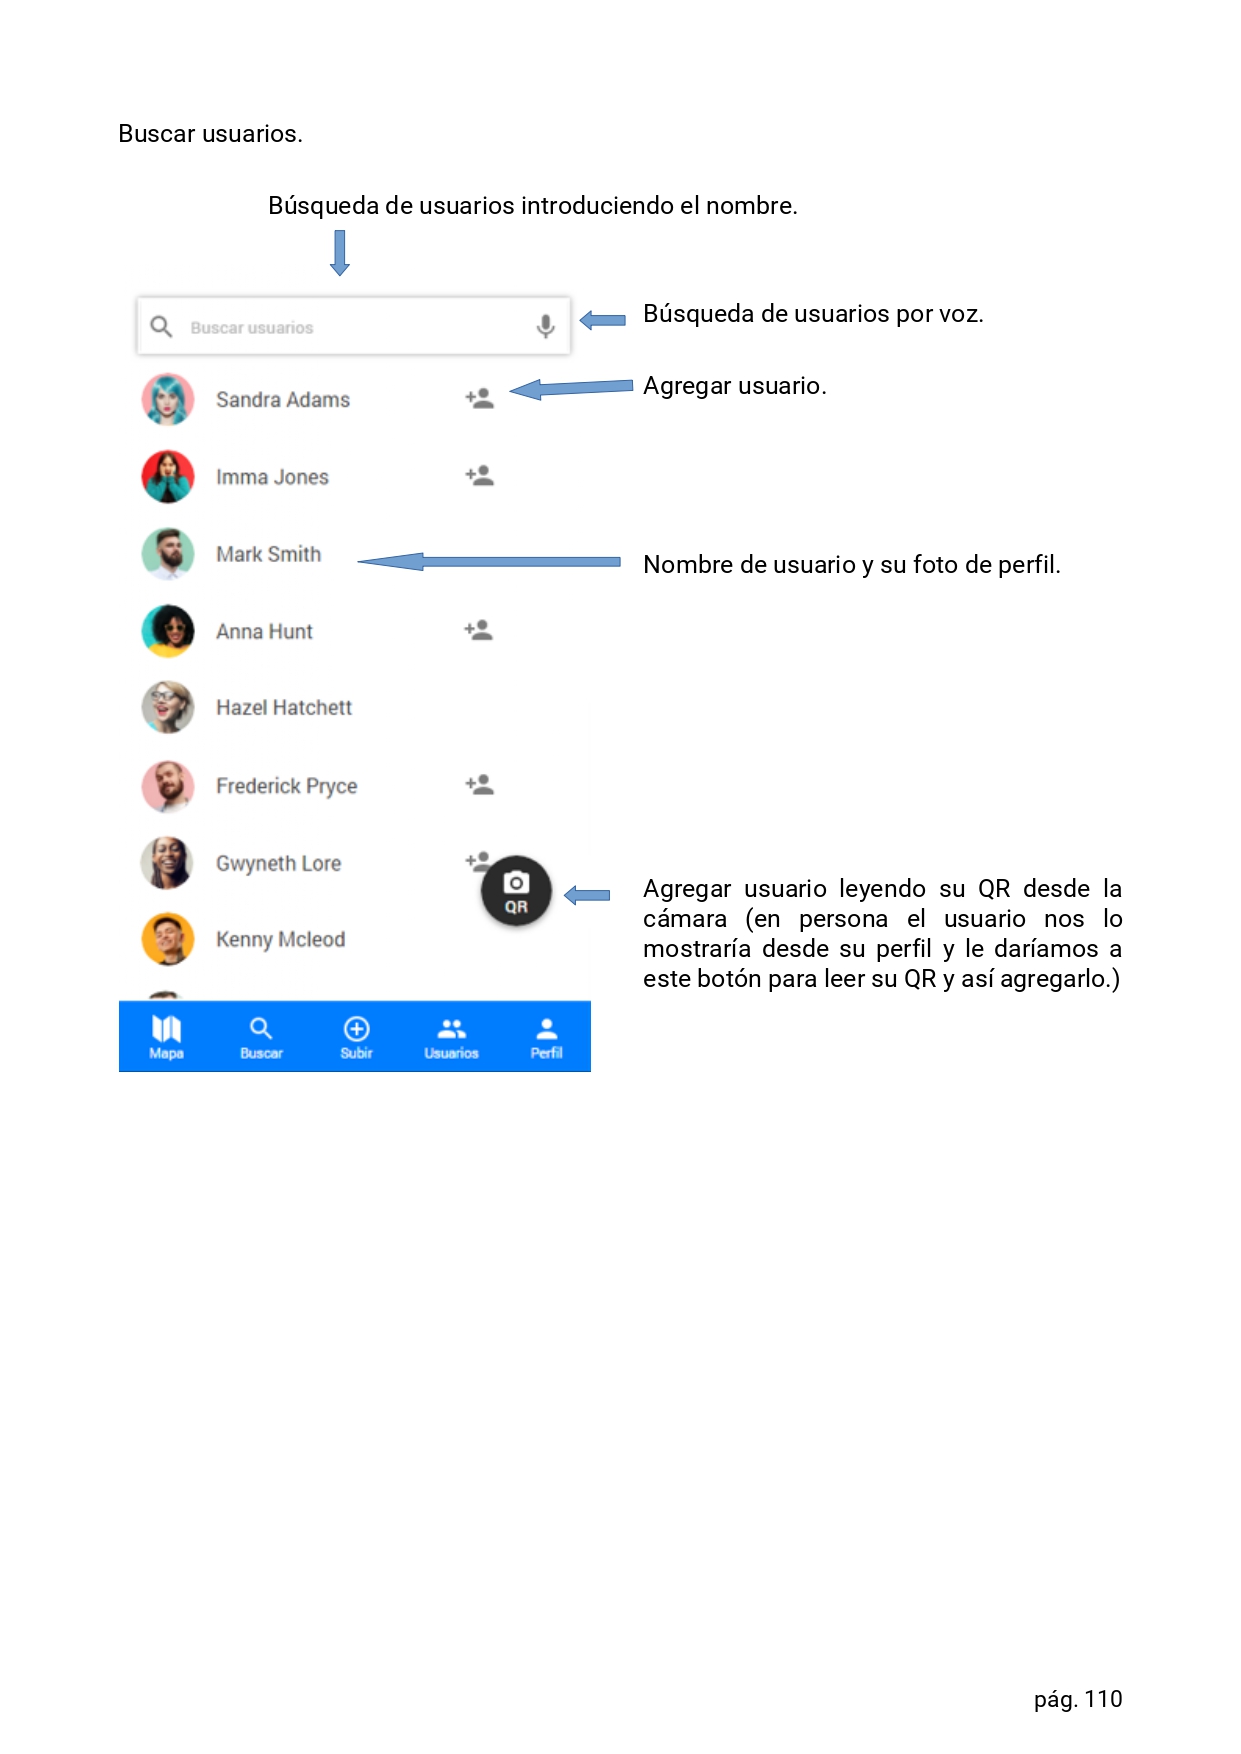 Buscar usuarios.
Búsqueda de usuarios introduciendo el nombre.
Buscar usuarios
Búsqueda de usuarios por voz.
Sandra Adams
Agregar usuario.
Imma Jones
Mark Smith
Nombre de usuario y su foto de perfil.
Anna Hunt
Hazel Hatchett
Frederick Pryce
Gwyneth Lore
QR
Agregar usuario leyendo su QR desde la
cámara (en persona el usuario nos lo
mostraría desde su perfil y le daríamos a
este botón para leer su QR y así agregarlo.)
Kenny Mcleod
Mapa Buscar Subir Usuarios Perfil
pág. 110